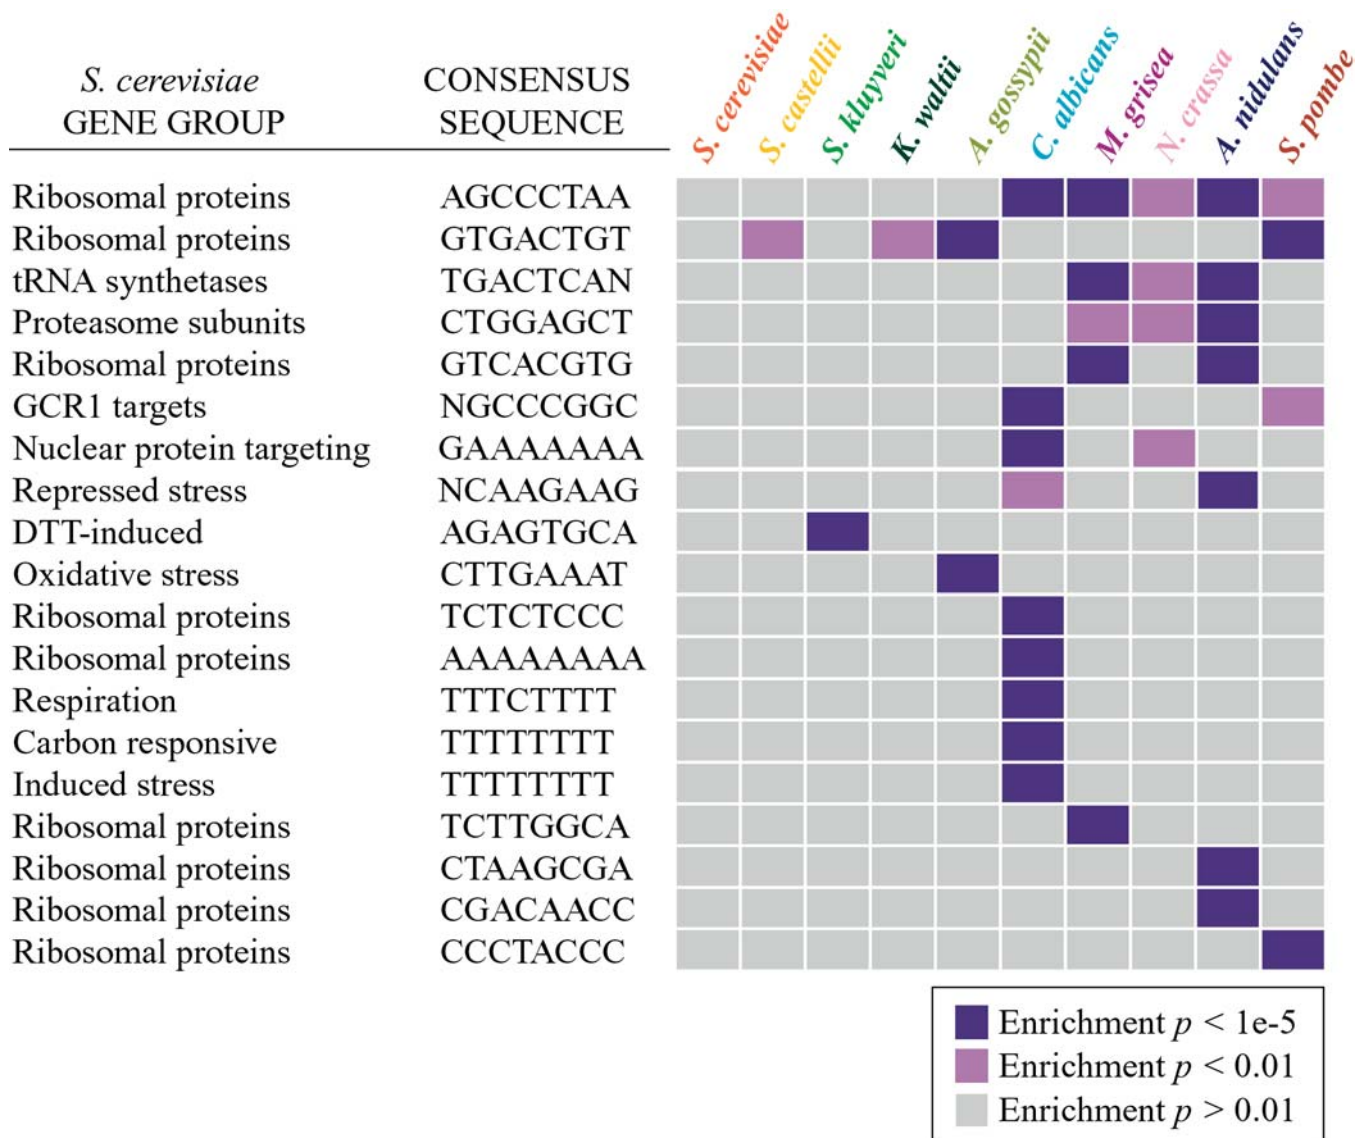 S. cerevisiae
GENE GROUP
CONSENSUS
SEQUENCE
S. cerevisiae
S. castellii
S. kluyveri
K. waltii
A. gossypii
C. albicans
M. grisea
N. crassa
A. nidulans
S. pombe
Ribosomal proteins AGCCCTAA
Ribosomal proteins GTGACTGT
tRNA synthetases TGACTCAN
Proteasome subunits CTGGAGCT
Ribosomal proteins GTCACGTG
GCR1 targets NGCCCGGC
Nuclear protein targeting GAAAAAAA
Repressed stress NCAAGAAG
DTT-induced AGAGTGCA
Oxidative stress CTTGAAAT
Ribosomal proteins TCTCTCCC
Ribosomal proteins AAAAAAAA
Respiration TTTCTTTT
Carbon responsive TTTTTTTT
Induced stress TTTTTTTT
Ribosomal proteins TCTTGGCA
Ribosomal proteins CTAAGCGA
Ribosomal proteins CGACAACC
Ribosomal proteins CCCTACCC
Enrichment p < 1e-5
Enrichment p < 0.01
Enrichment p > 0.01